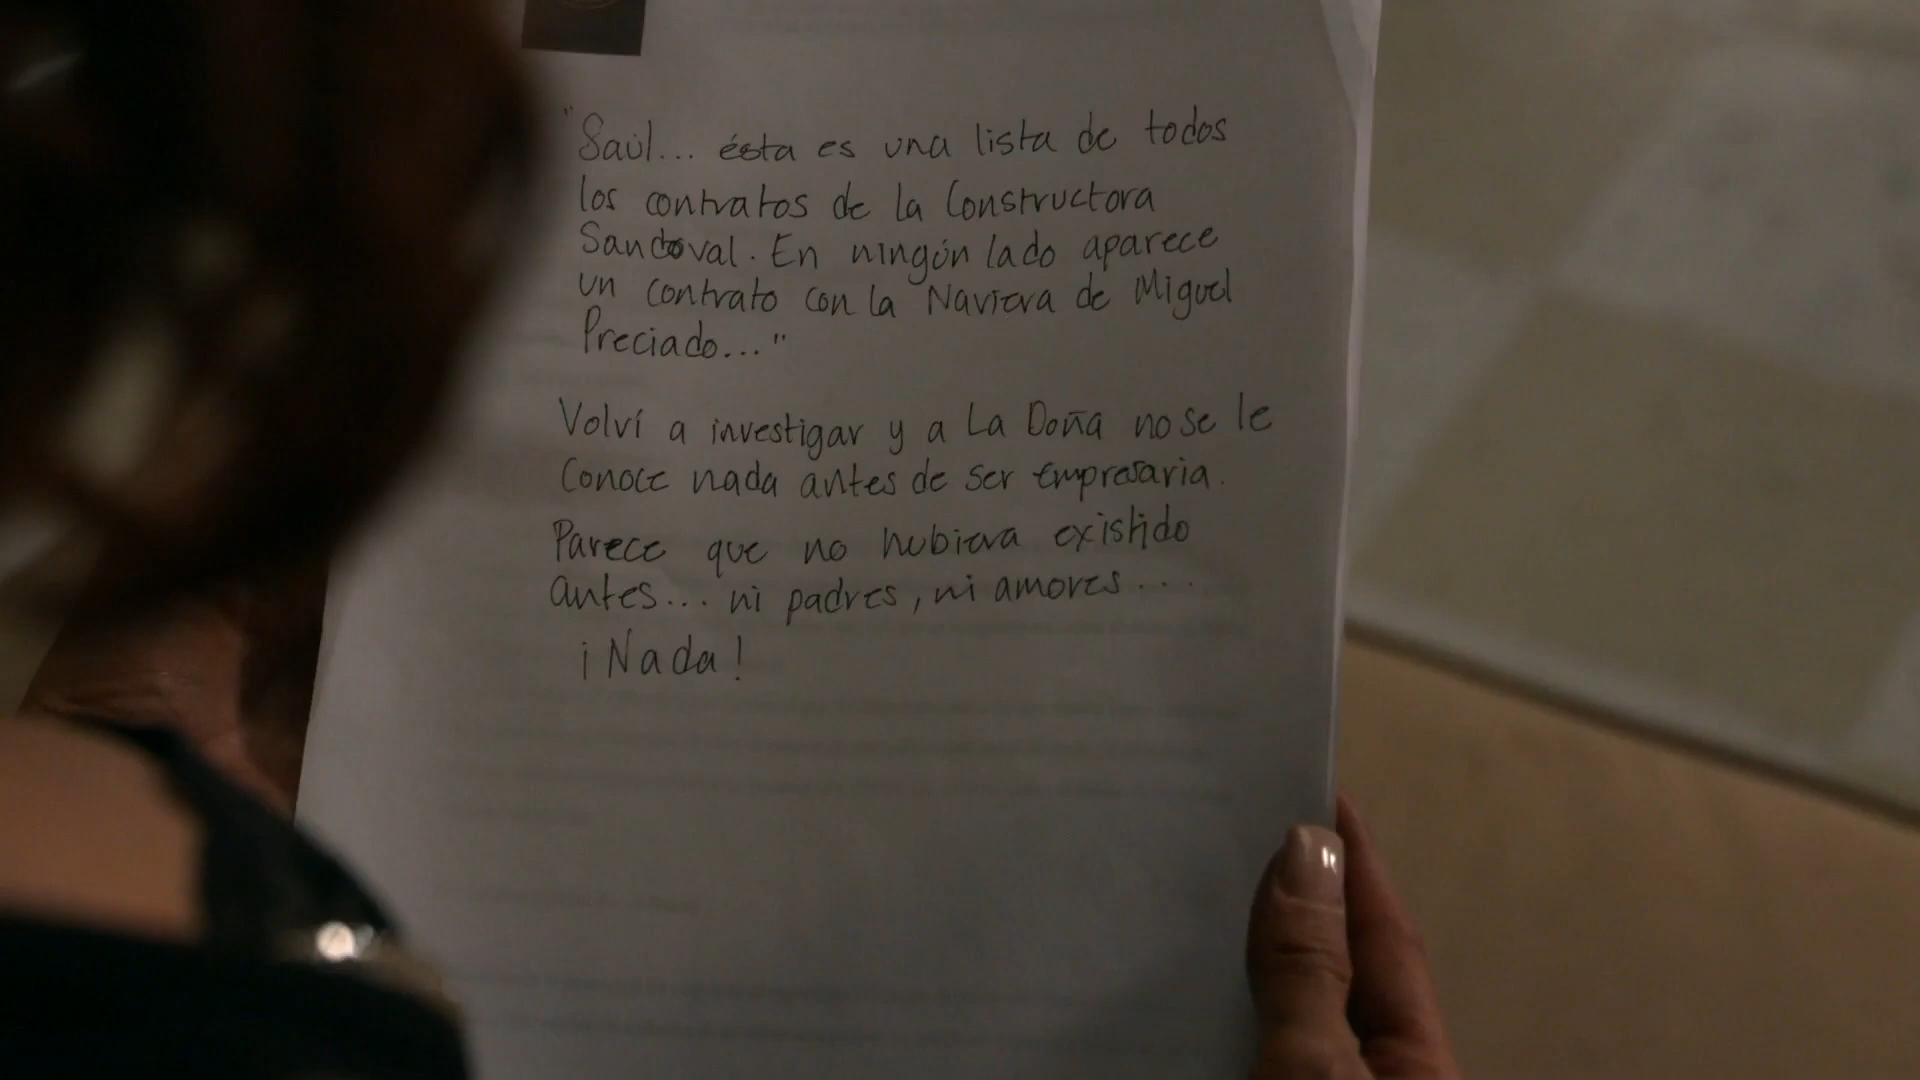 "Saúl... ésta es una lista de todos
los contratos de la Constructora
Sandoval. En ningún lado aparece
un contrato con la Naviera de Miguel
Preciado..."
Volví a investigar y a La Doña no se le
Conoce nada antes de ser Empresaria.
Parece que no hubiera existido
antes... ni padres, ni amores...
¡Nada!